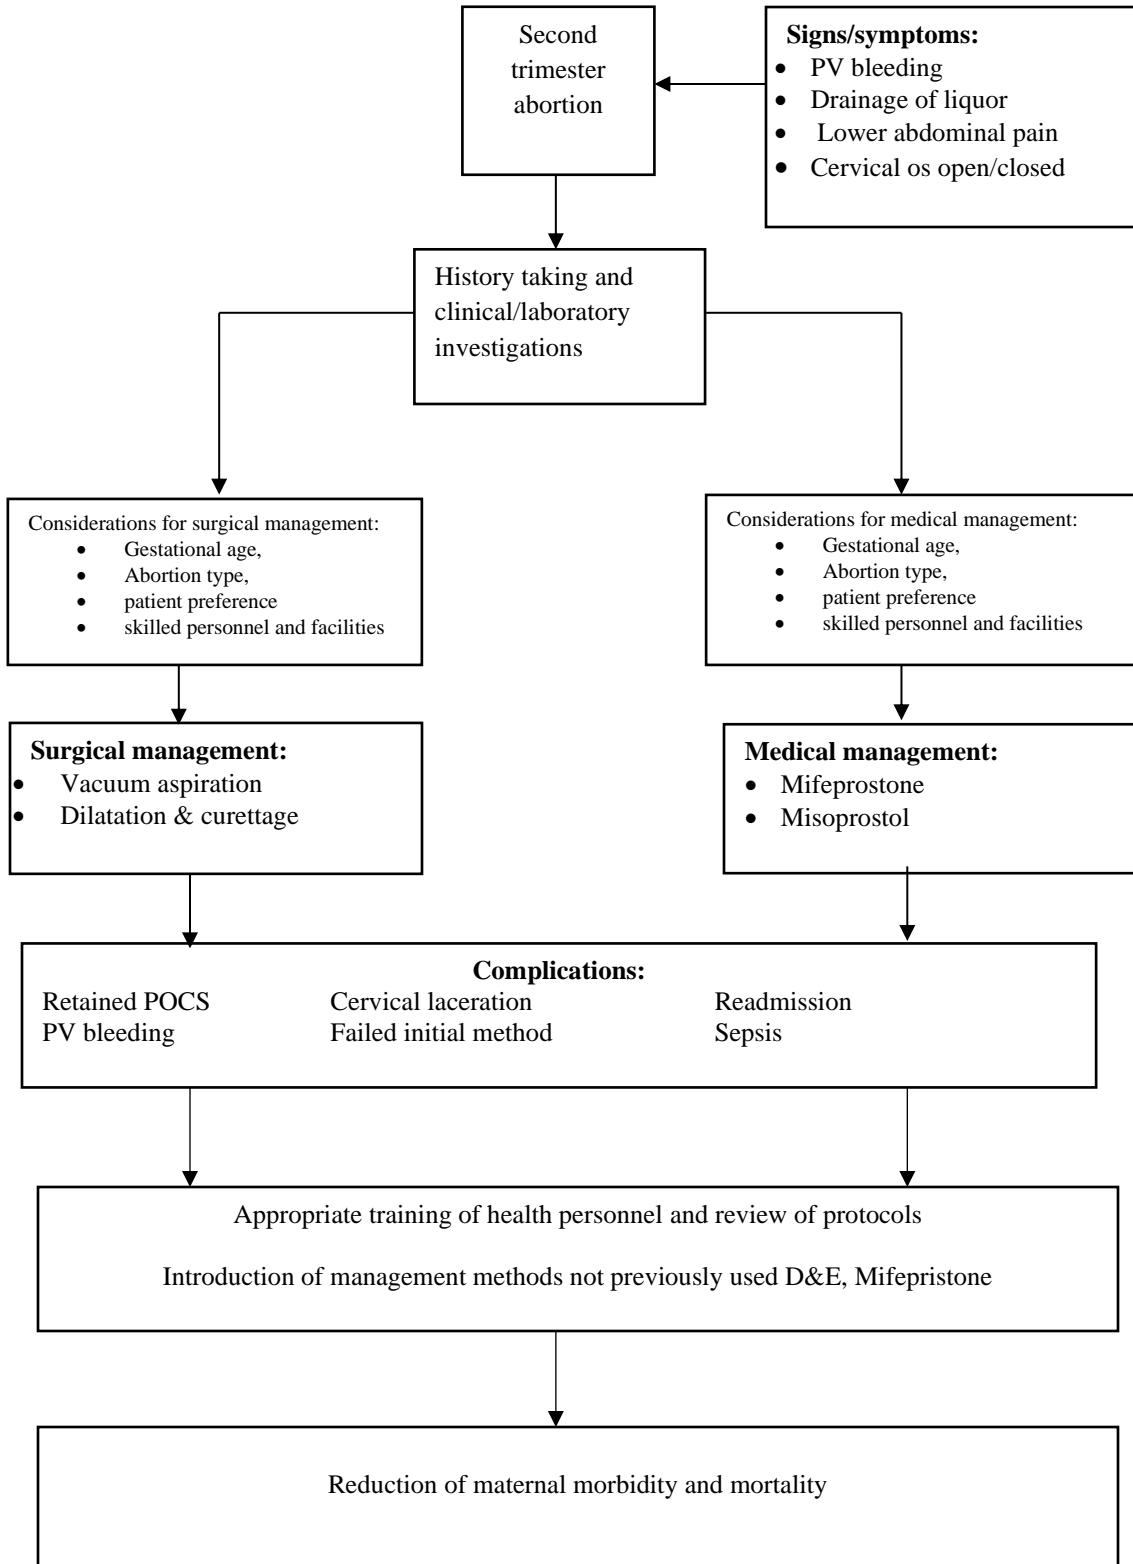 Second
trimester
abortion
Signs/symptoms:
• PV bleeding
• Drainage of liquor
• Lower abdominal pain
• Cervical os open/closed
History taking and
clinical/laboratory
investigations
Considerations for surgical management:
• Gestational age,
• Abortion type,
• patient preference
• skilled personnel and facilities
Considerations for medical management:
• Gestational age,
• Abortion type,
• patient preference
• skilled personnel and facilities
Surgical management:
• Vacuum aspiration
• Dilatation & curettage
Medical management:
• Mifeprostone
• Misoprostol
Complications:
Retained POCS Cervical laceration Readmission
PV bleeding Failed initial method Sepsis
Appropriate training of health personnel and review of protocols
Introduction of management methods not previously used D&E, Mifepristone
Reduction of maternal morbidity and mortality